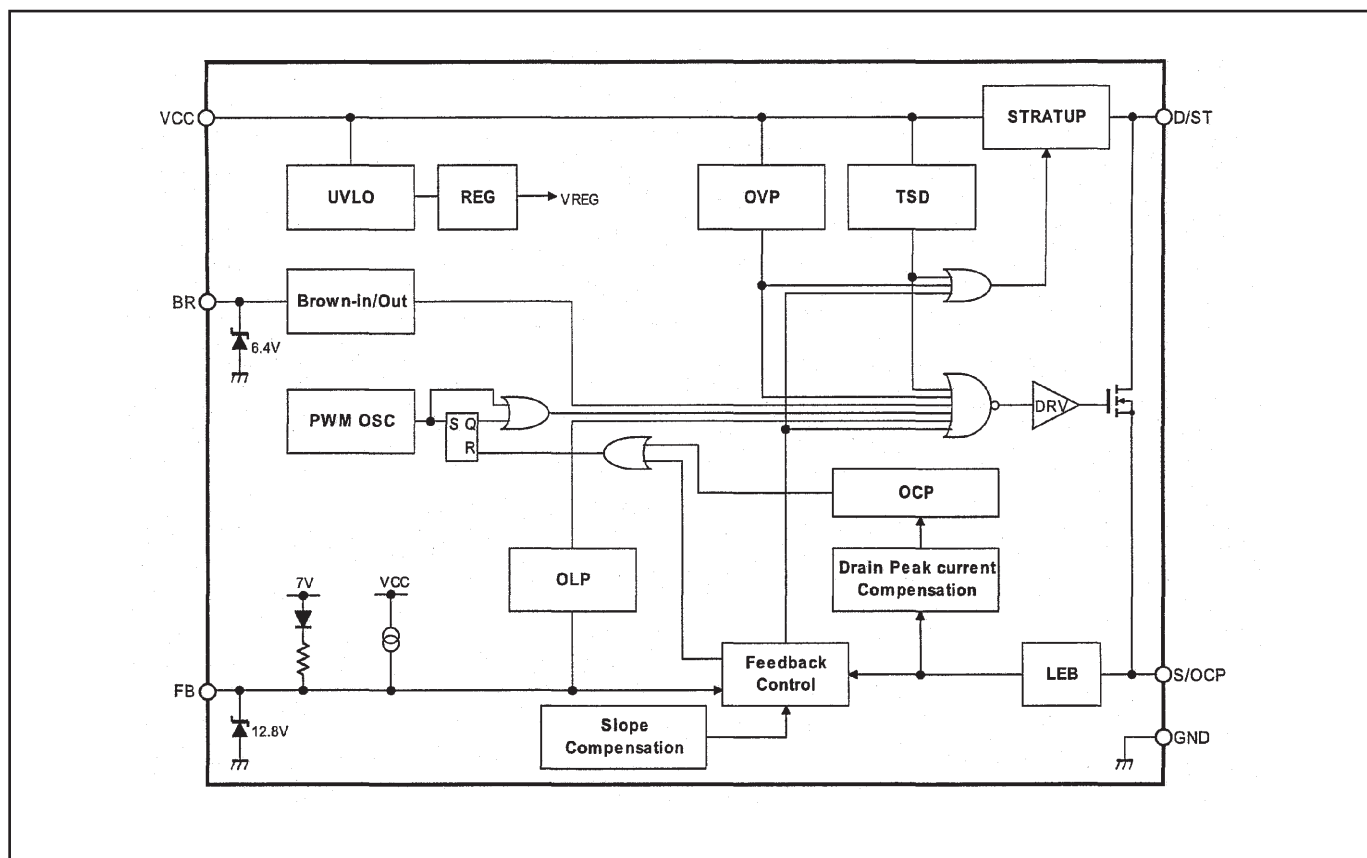 VCC
STRATUP
D/ST
UVLO
REG
VREG
OVP
TSD
BR
Brown-in/Out
6.4V
PWM OSC
S Q
R
DRV
OCP
OLP
Drain Peak current
Compensation
7V
VCC
Feedback
Control
LEB
S/OCP
FB
12.8V
Slope
Compensation
GND